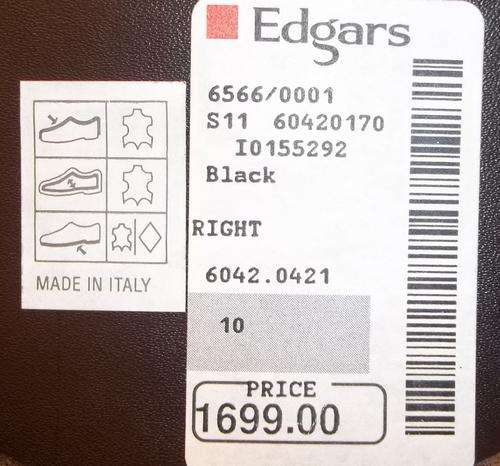 Edgars
6566/0001
S11 60420170
I0155292
Black
RIGHT
6042.0421
10
PRICE
1699.00
MADE IN ITALY